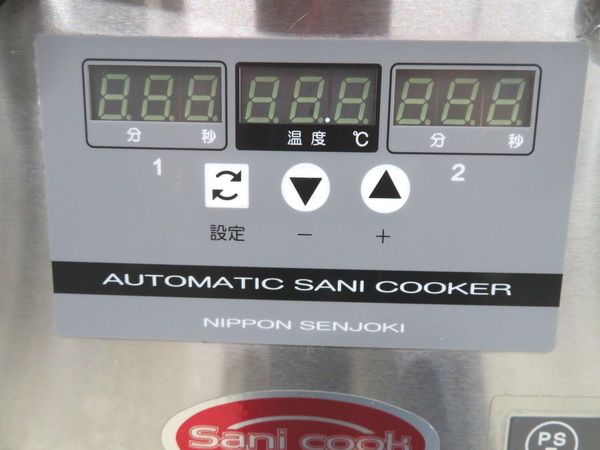 分 秒
温度 ℃
分 秒
1
2
設定
−
+
AUTOMATIC SANI COOKER
NIPPON SENJOKI
Sani cook
PS